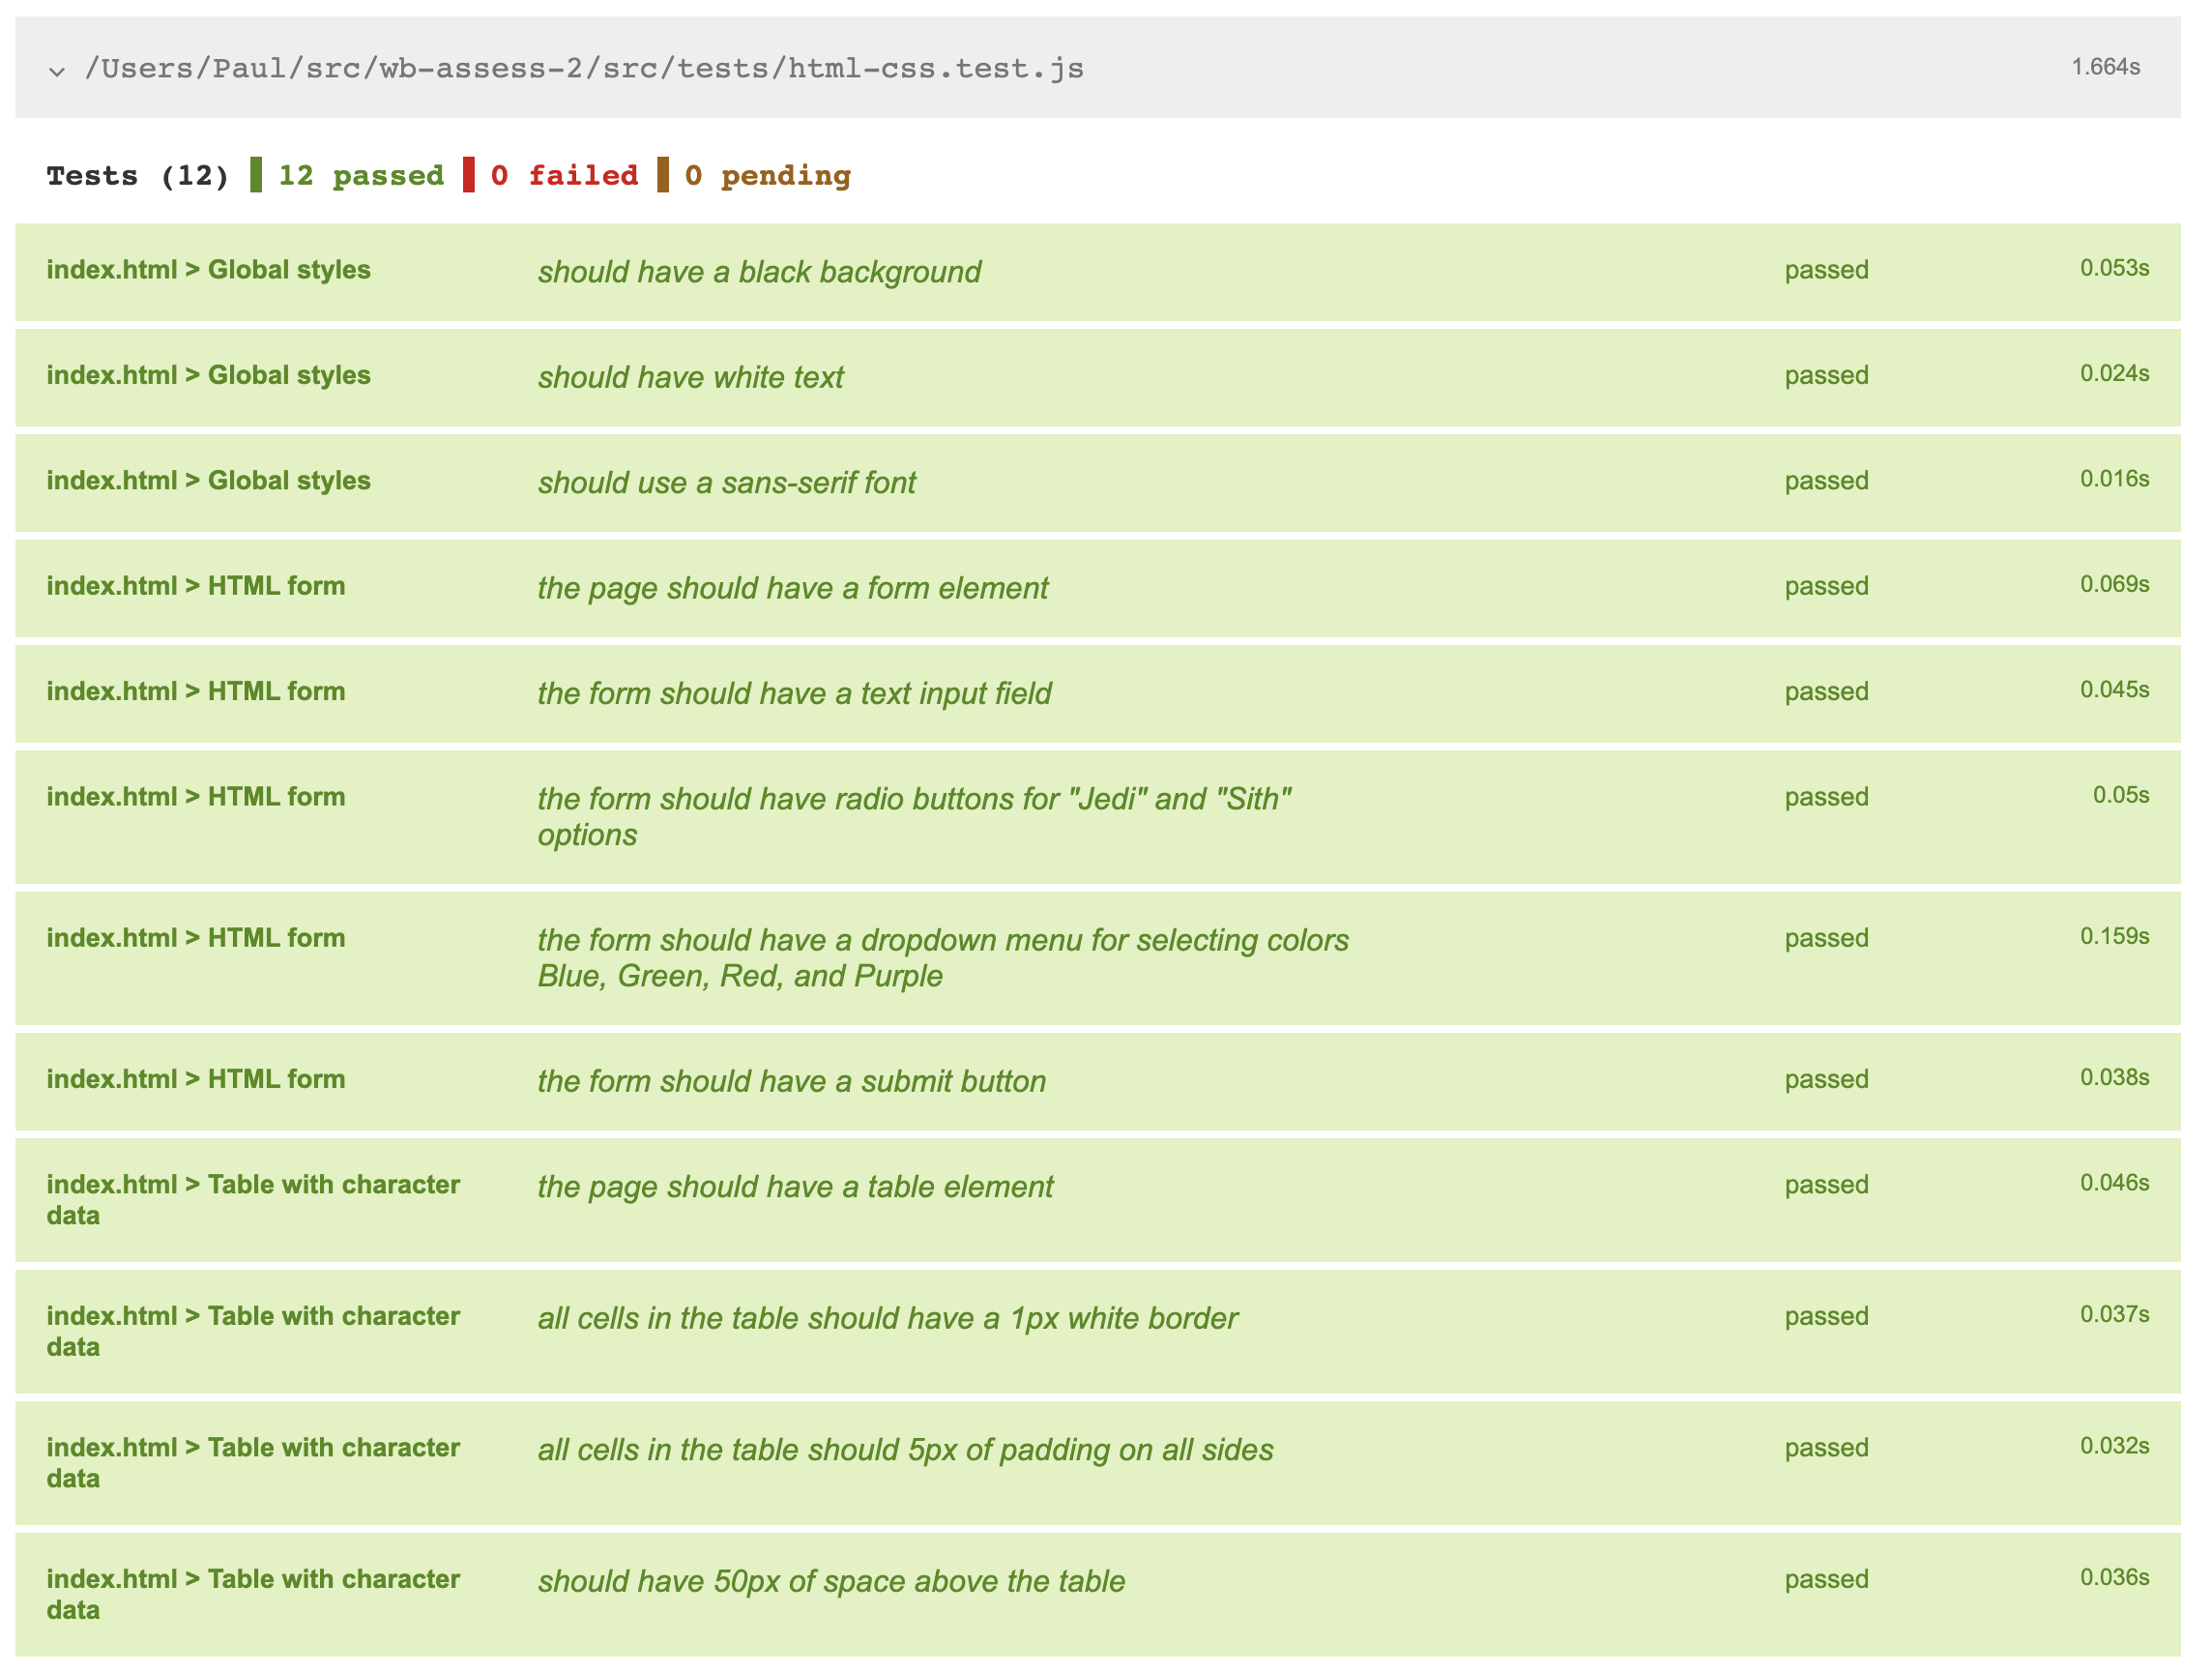 /Users/Paul/src/wb-assess-2/src/tests/html-css.test.js 1.664s
Tests (12) 12 passed 0 failed 0 pending
index.html > Global styles should have a black background passed 0.053s
index.html > Global styles should have white text passed 0.024s
index.html > Global styles should use a sans-serif font passed 0.016s
index.html > HTML form the page should have a form element passed 0.069s
index.html > HTML form the form should have a text input field passed 0.045s
index.html > HTML form the form should have radio buttons for "Jedi" and "Sith" passed 0.05s
options
index.html > HTML form the form should have a dropdown menu for selecting colors passed 0.159s
Blue, Green, Red, and Purple
index.html > HTML form the form should have a submit button passed 0.038s
index.html > Table with character the page should have a table element passed 0.046s
data
index.html > Table with character all cells in the table should have a 1px white border passed 0.037s
data
index.html > Table with character all cells in the table should 5px of padding on all sides passed 0.032s
data
index.html > Table with character should have 50px of space above the table passed 0.036s
data